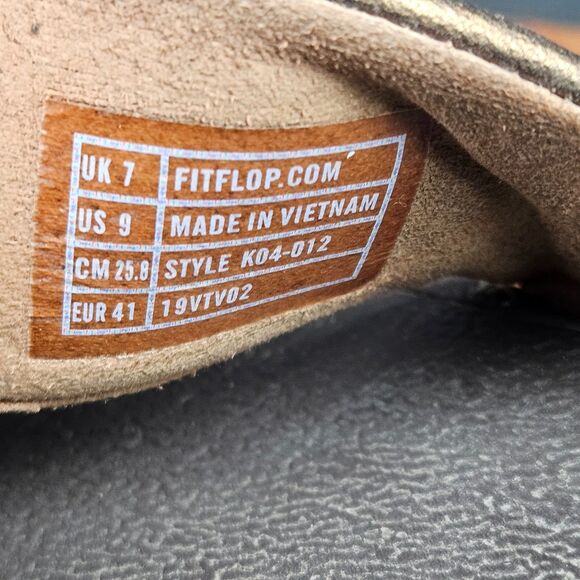 UK 7 FITFLOP.COM
US 9 MADE IN VIETNAM
CM 25.8 STYLE K04-012
EUR 41 19VTV02